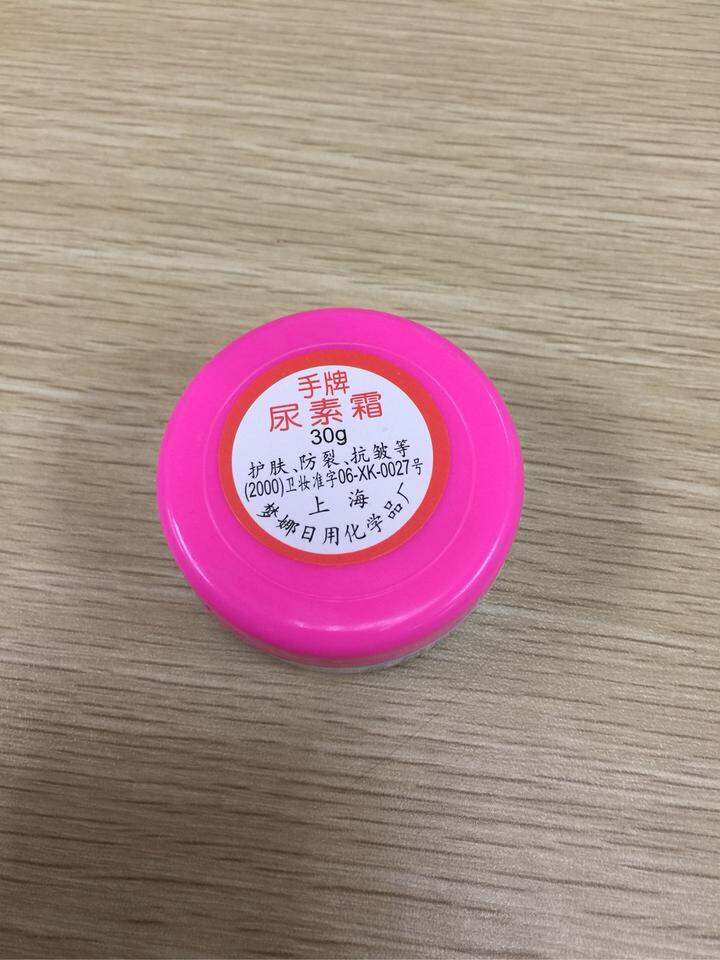 手牌
尿素霜
30g
护肤、防裂、抗皱等
(2000)卫妆准字06-XK-0027号
上海
梦娜日用化学品厂